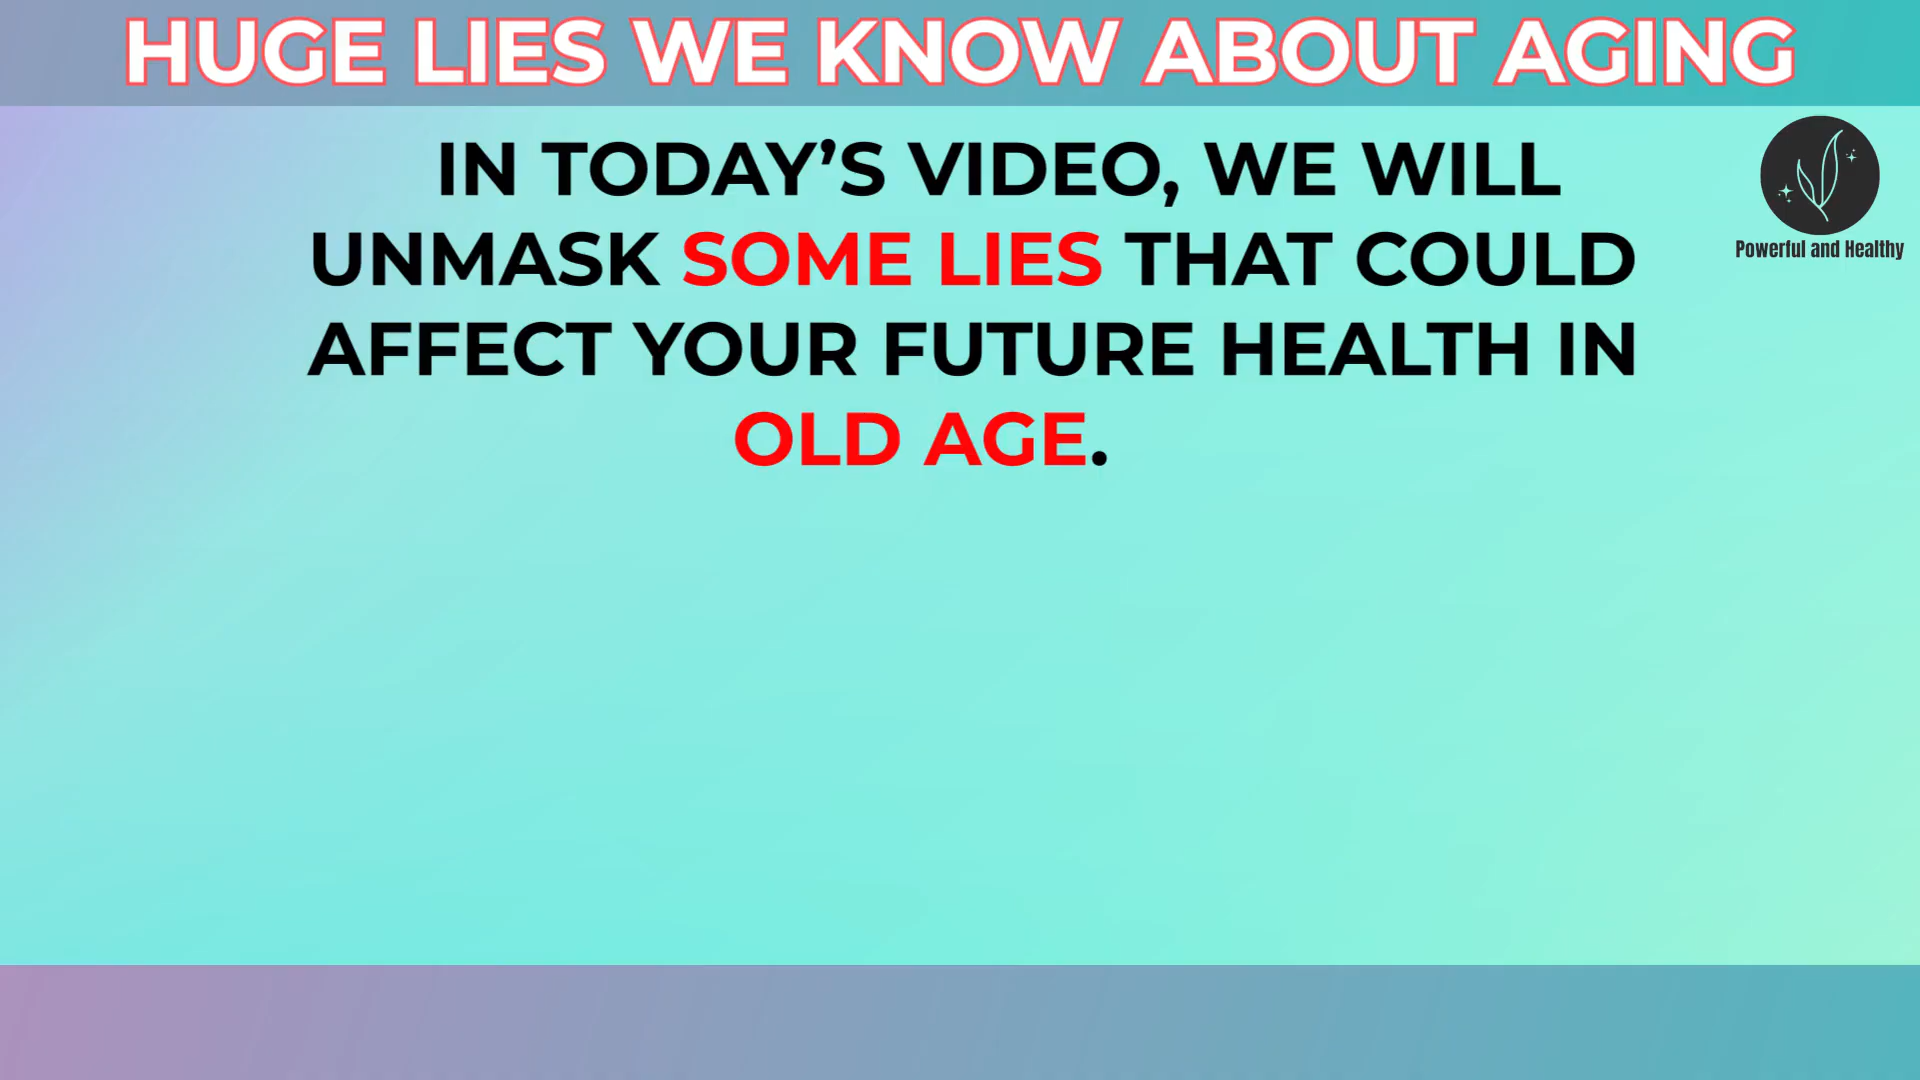 HUGE LIES WE KNOW ABOUT AGING
IN TODAY’S VIDEO, WE WILL
UNMASK SOME LIES THAT COULD
AFFECT YOUR FUTURE HEALTH IN
OLD AGE.
Powerful and Healthy